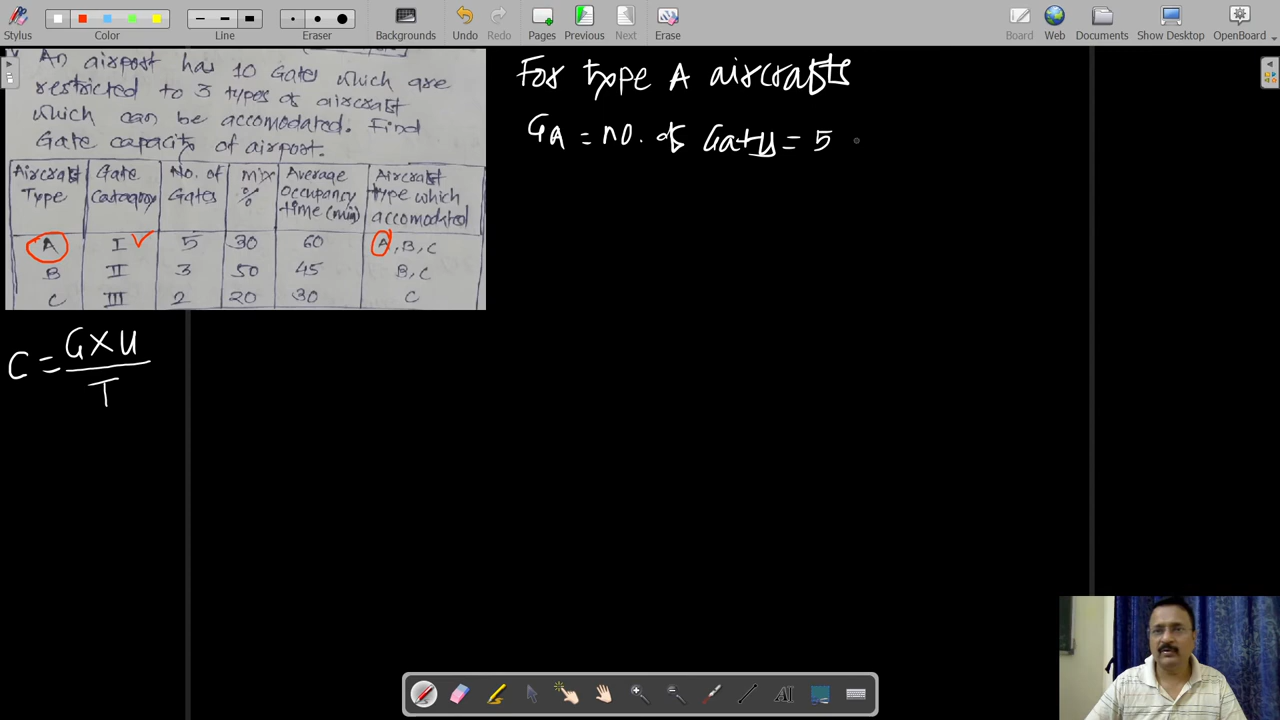 Stylus
Color
Line
Eraser
Backgrounds
Undo
Redo
Pages
Previous
Next
Erase
Board
Web
Documents
Show Desktop
OpenBoard
An airport has 10 Gates which are
restricted to 3 types of aircraft
which can be accomodated. Find
Gate capacity of airport.
Aircraft Type | Gate Catagory | No. of Gates | mix % | Average Occupancy time (min) | Aircraft type which accomodated
A | I | 5 | 30 | 60 | A, B, C
B | II | 3 | 50 | 45 | B, C
C | III | 2 | 20 | 30 | C
C = G X U / T
For type A aircrafts
GA = no. of Gates = 5
AI